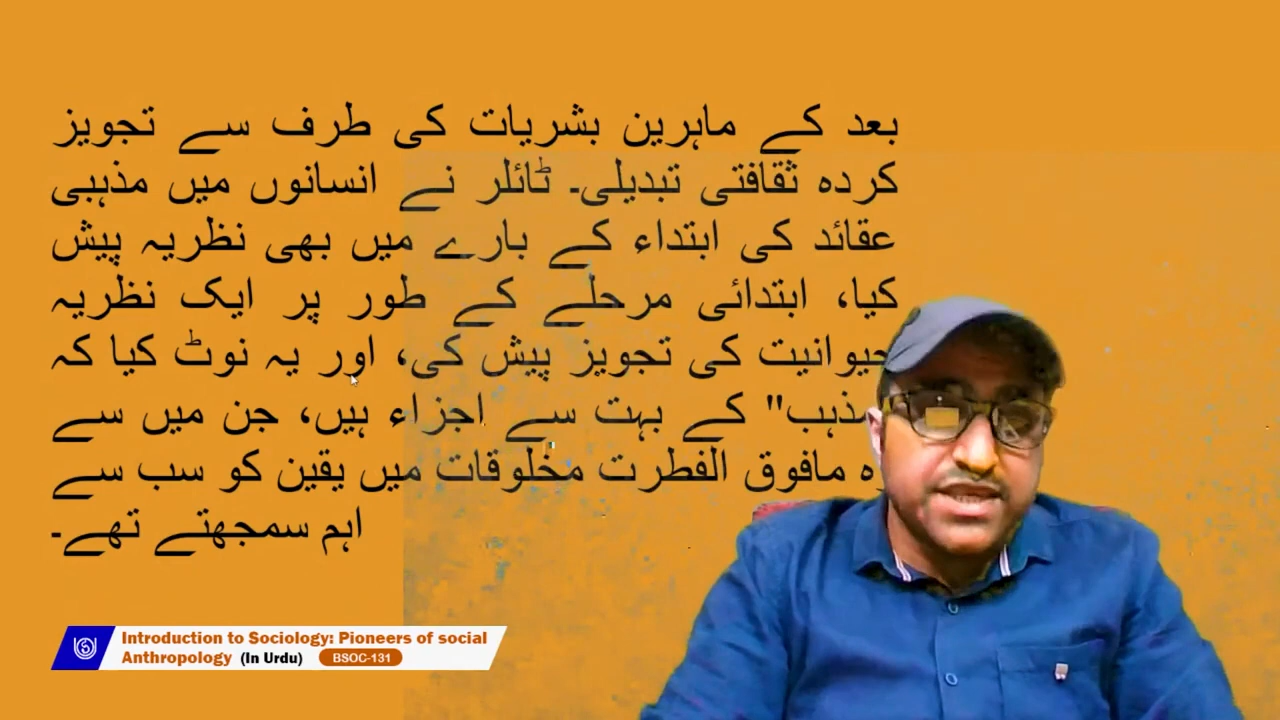 بعد کے ماہرین بشریات کی طرف سے تجویز
کردہ ثقافتی تبدیلی۔ ٹائلر نے انسانوں میں مذہبی
عقائد کی ابتداء کے بارے میں بھی نظریہ پیش
کیا، ابتدائی مرحلے کے طور پر ایک نظریہ
حیوانیت کی تجویز پیش کی، اور یہ نوٹ کیا کہ
مذہب" کے بہت سے اجزاء ہیں، جن میں سے
مافوق الفطرت مخلوقات میں یقین کو سب سے
اہم سمجھتے تھے۔
Introduction to Sociology: Pioneers of social
Anthropology (In Urdu) BSOC-131